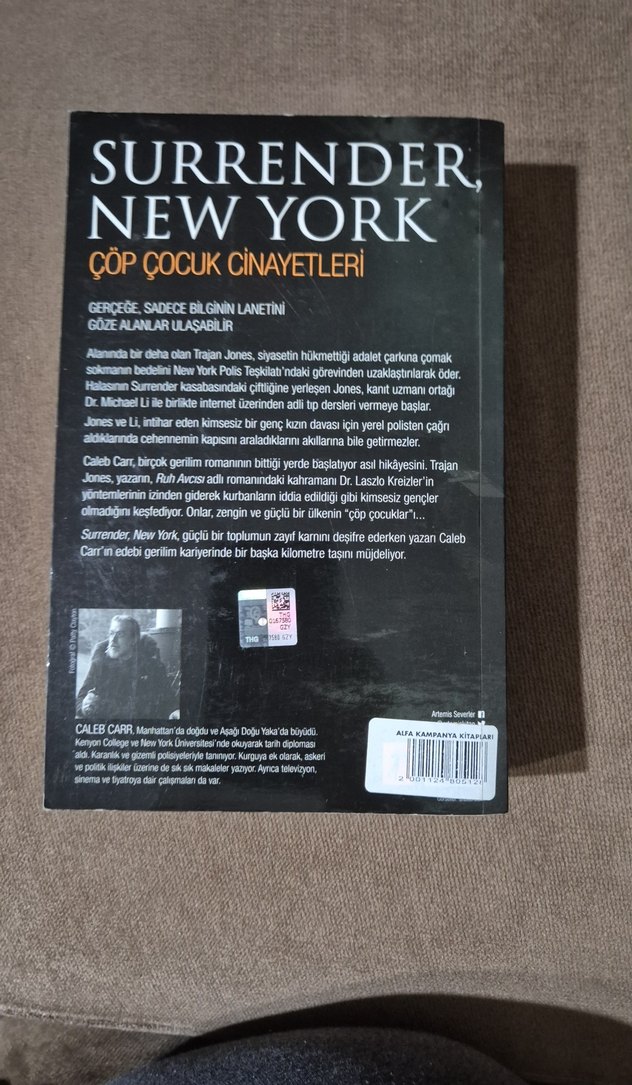 SURRENDER,
NEW YORK
ÇÖP ÇOCUK CİNAYETLERİ
GERÇEĞE, SADECE BİLGİNİN LANETİNİ
GÖZE ALANLAR ULAŞABİLİR
Alanında bir deha olan Trajan Jones, siyasetin hükmettiği adalet çarkına çomak
sokmanın bedelini New York Polis Teşkilatı'ndaki görevinden uzaklaştırılarak öder.
Halasının Surrender kasabasındaki çiftliğine yerleşen Jones, kanıt uzmanı ortağı
Dr. Michael Li ile birlikte internet üzerinden adli tıp dersleri vermeye başlar.
Jones ve Li, intihar eden kimsesiz bir genç kızın davası için yerel polisten çağrı
aldıklarında cehennemin kapısını araladıklarını akıllarına bile getirmezler.
Caleb Carr, birçok gerilim romanının bittiği yerde başlatıyor asıl hikâyesini. Trajan
Jones, yazarın, Ruh Avcısı adlı romanındaki kahramanı Dr. Laszlo Kreizler'in
yöntemlerinin izinden giderek kurbanların iddia edildiği gibi kimsesiz gençler
olmadığını keşfediyor. Onlar, zengin ve güçlü bir ülkenin “çöp çocuklar”ı...
Surrender, New York, güçlü bir toplumun zayıf karnını deşifre ederken yazarı Caleb
Carr'ın edebi gerilim kariyerinde bir başka kilometre taşını müjdeliyor.
THG
0167580
GZY
THG
7580 GZY
Fotoğraf © Patty Clayton
CALEB CARR, Manhattan'da doğdu ve Aşağı Doğu Yaka'da büyüdü.
Kenyon College ve New York Üniversitesi'nde okuyarak tarih diploması
aldı. Karanlık ve gizemli polisiyeleriyle tanınıyor. Kurguya ek olarak, askeri
ve politik ilişkiler üzerine de sık sık makaleler yazıyor. Ayrıca televizyon,
sinema ve tiyatroya dair çalışmaları da var.
Artemis Severler
ALFA KAMPANYA KİTAPLARI